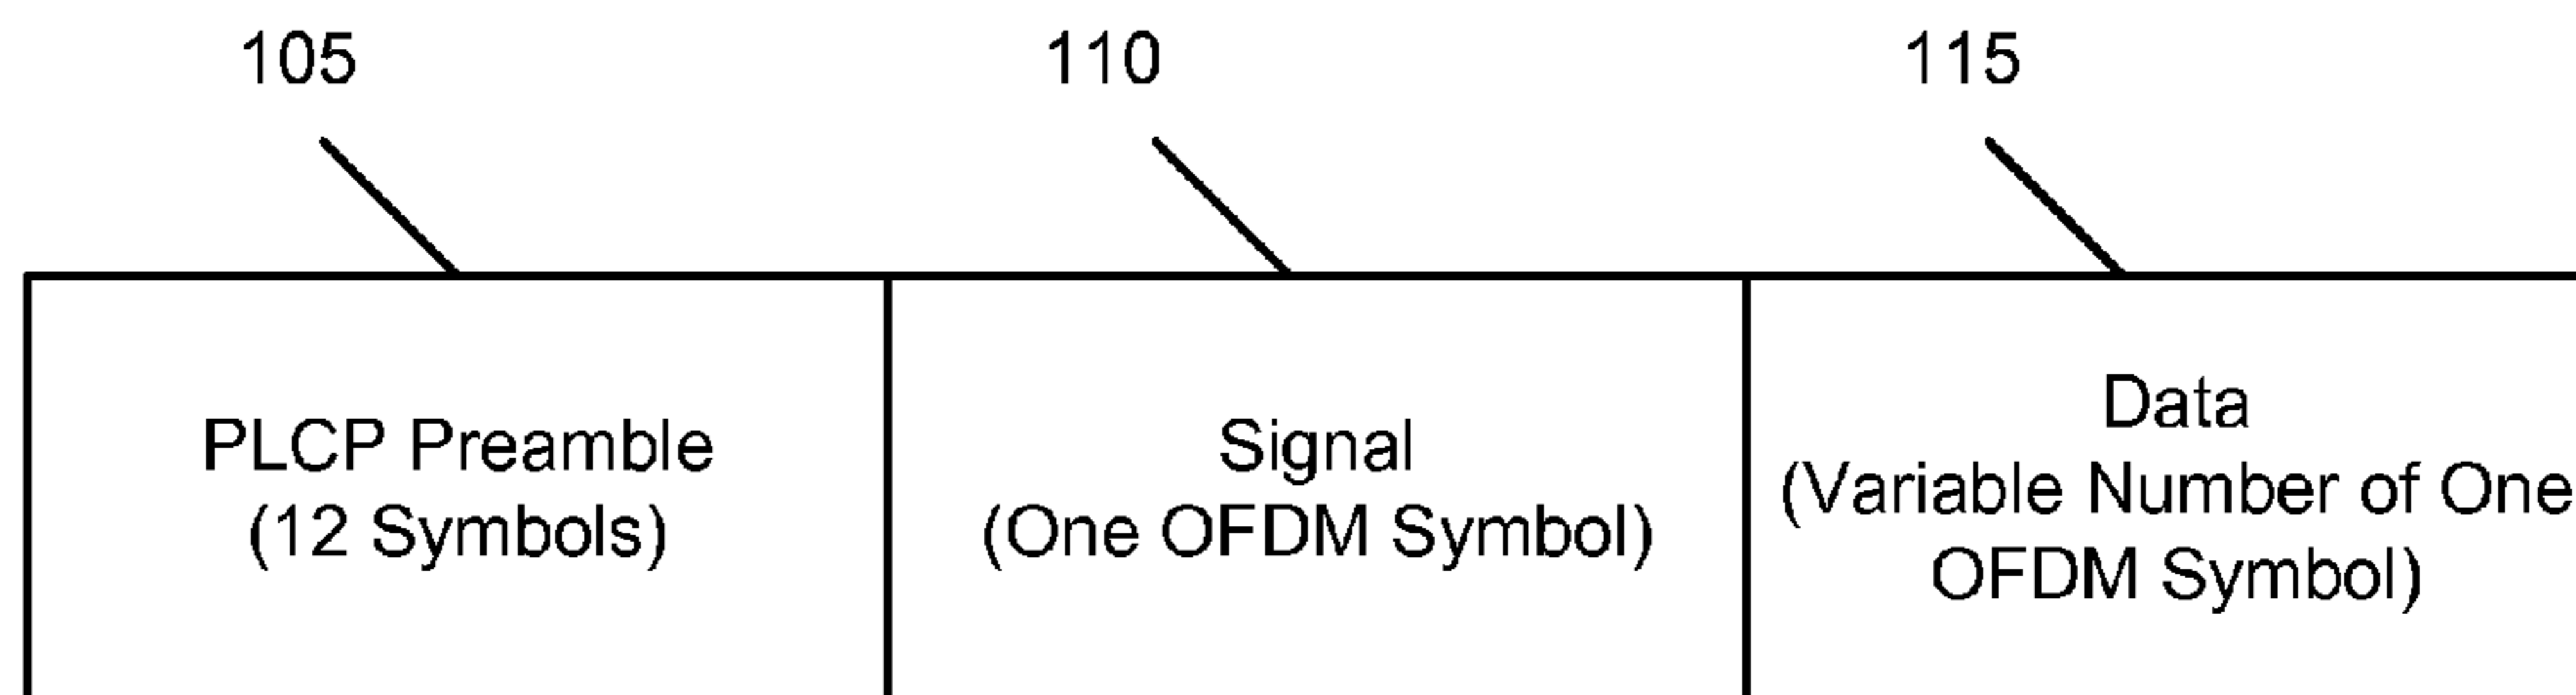 105
110
115
PLCP Preamble
(12 Symbols)
Signal
(One OFDM Symbol)
Data
(Variable Number of One
OFDM Symbol)